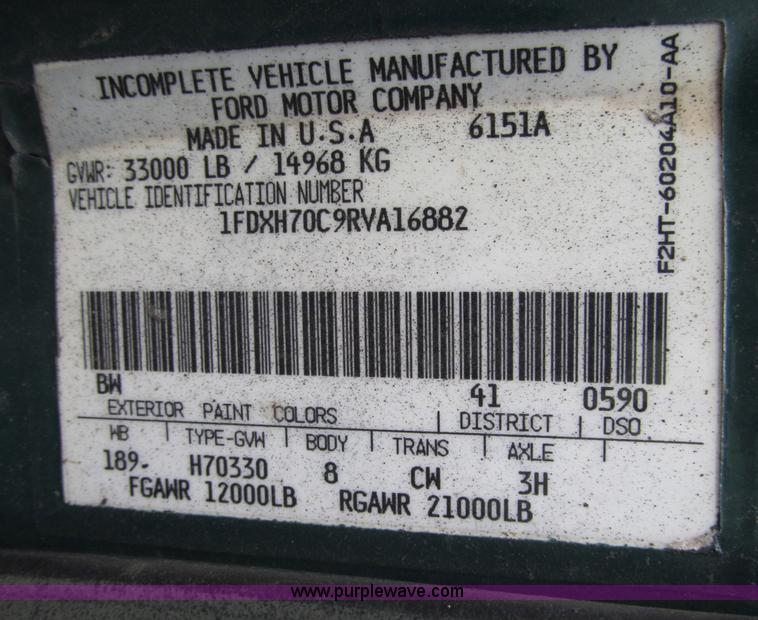 INCOMPLETE VEHICLE MANUFACTURED BY
FORD MOTOR COMPANY
MADE IN U.S.A 6151A
GVWR: 33000 LB / 14968 KG
VEHICLE IDENTIFICATION NUMBER
1FDXH70C9RVA16882
F2HT-60204A10-AA
BW 41 0590
EXTERIOR PAINT COLORS DISTRICT DSO
WB TYPE-GVW BODY TRANS AXLE
189- H70330 8 CW 3H
FGAWR 12000LB RGAWR 21000LB
www.purplewave.com